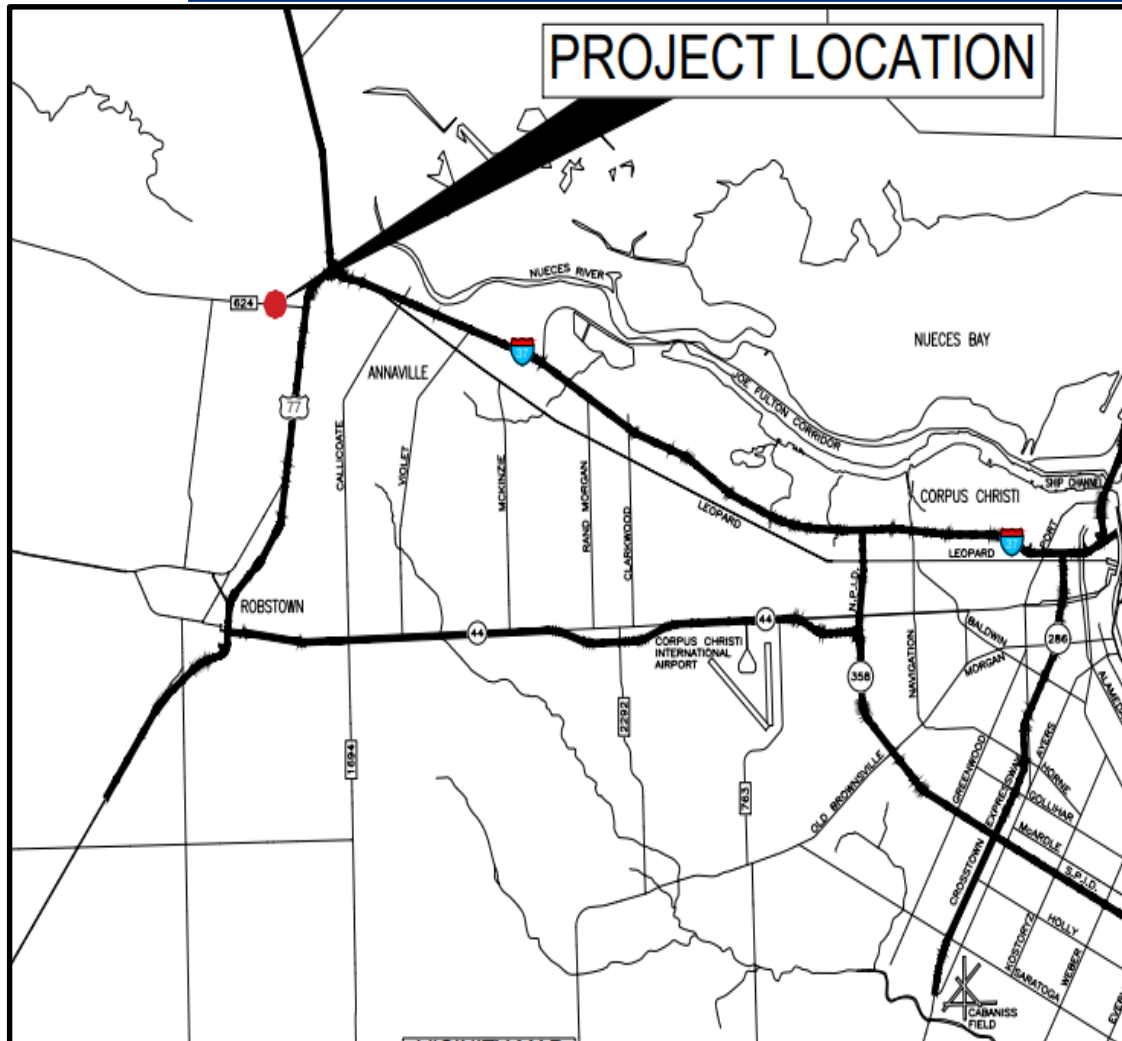 PROJECT LOCATION
NUECES RIVER
624
37
NUECES BAY
ANNAVILLE
JOE FULTON CORRIDOR
77
CALLICOATE
VIOLET
MCKINZIE
RAND MORGAN
CLARKWOOD
LEOPARD
SHIP CHANNEL
CORPUS CHRISTI
PORT
37
LEOPARD
N.P.I.D.
ROBSTOWN
44
44
CORPUS CHRISTI
INTERNATIONAL
AIRPORT
BALDWIN
MORGAN
286
NAVIGATION
358
ALAMEDA
2292
1694
763
OLD BROWNSVILLE
GREENWOOD
CROSSTOWN EXPRESSWAY
AYERS
HORNE
GOLLIHAR
McARDLE
S.P.I.D.
HOLLY
KOSTORYZ
WEBER
SARATOGA
CABANISS
FIELD